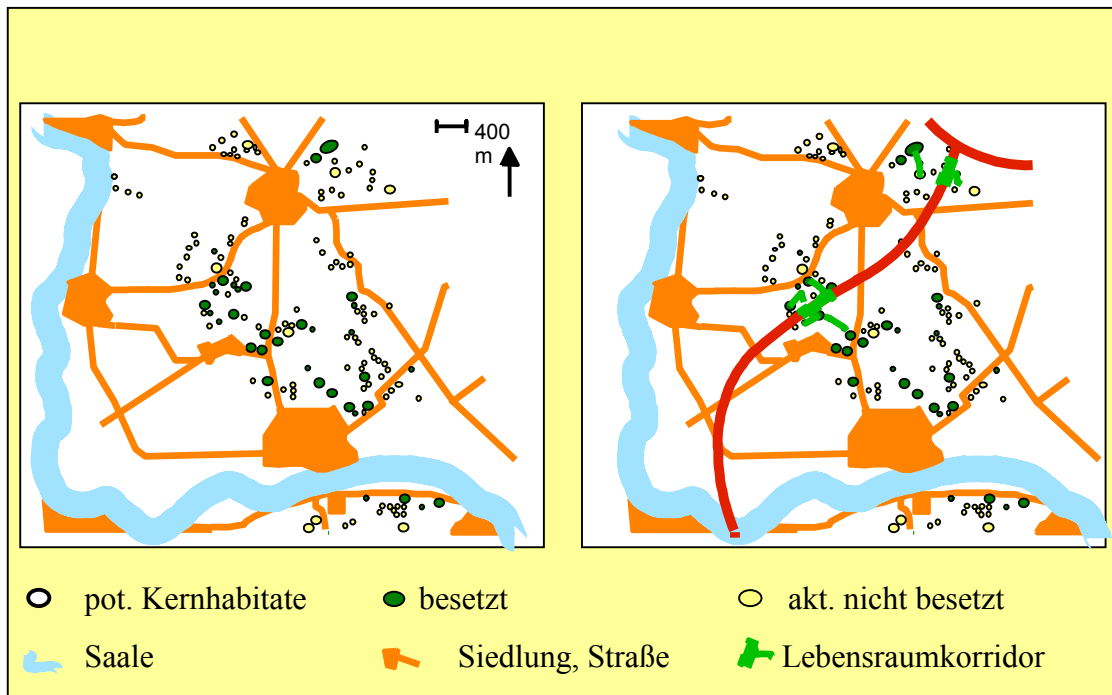 400
m
pot. Kernhabitate besetzt akt. nicht besetzt
Saale Siedlung, Straße Lebensraumkorridor